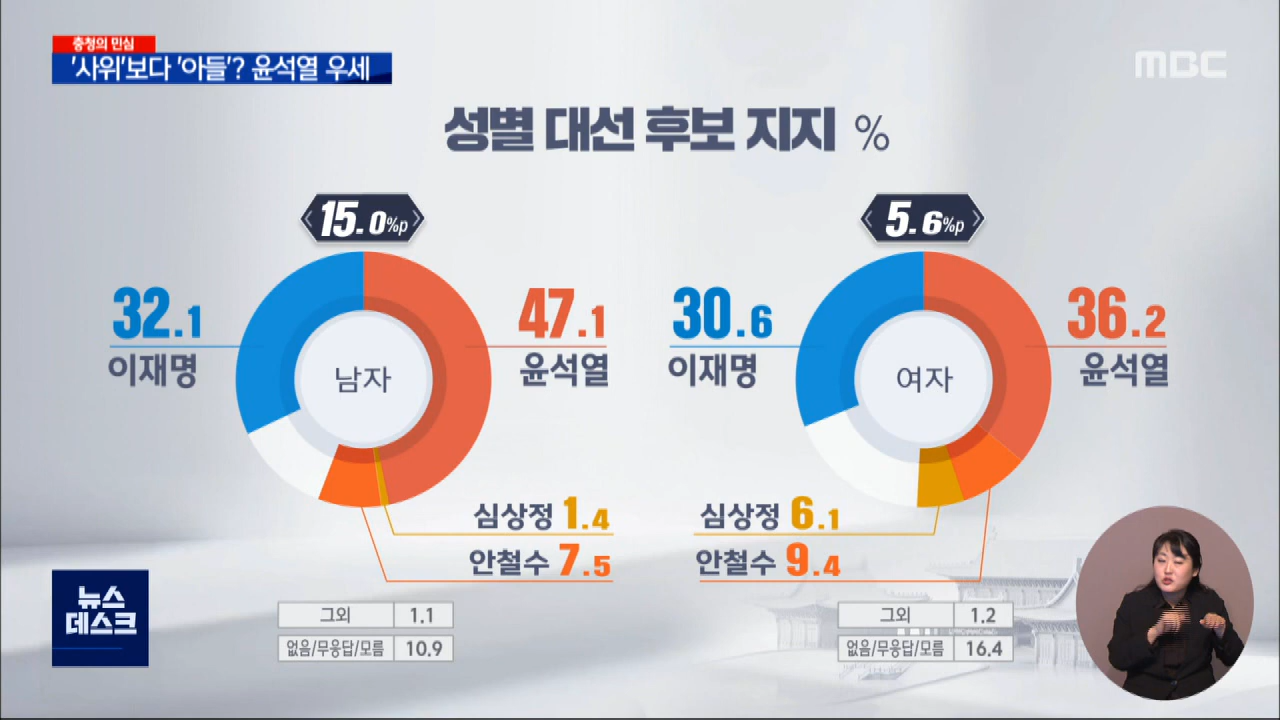 충청의 민심
'사위'보다 '아들'? 윤석열 우세
MBC
성별 대선 후보 지지 %
15.0%p
32.1
이재명
남자
47.1
윤석열
심상정 1.4
안철수 7.5
그외 1.1
없음/무응답/모름 10.9
5.6%p
30.6
이재명
여자
36.2
윤석열
심상정 6.1
안철수 9.4
그외 1.2
없음/무응답/모름 16.4
뉴스
데스크